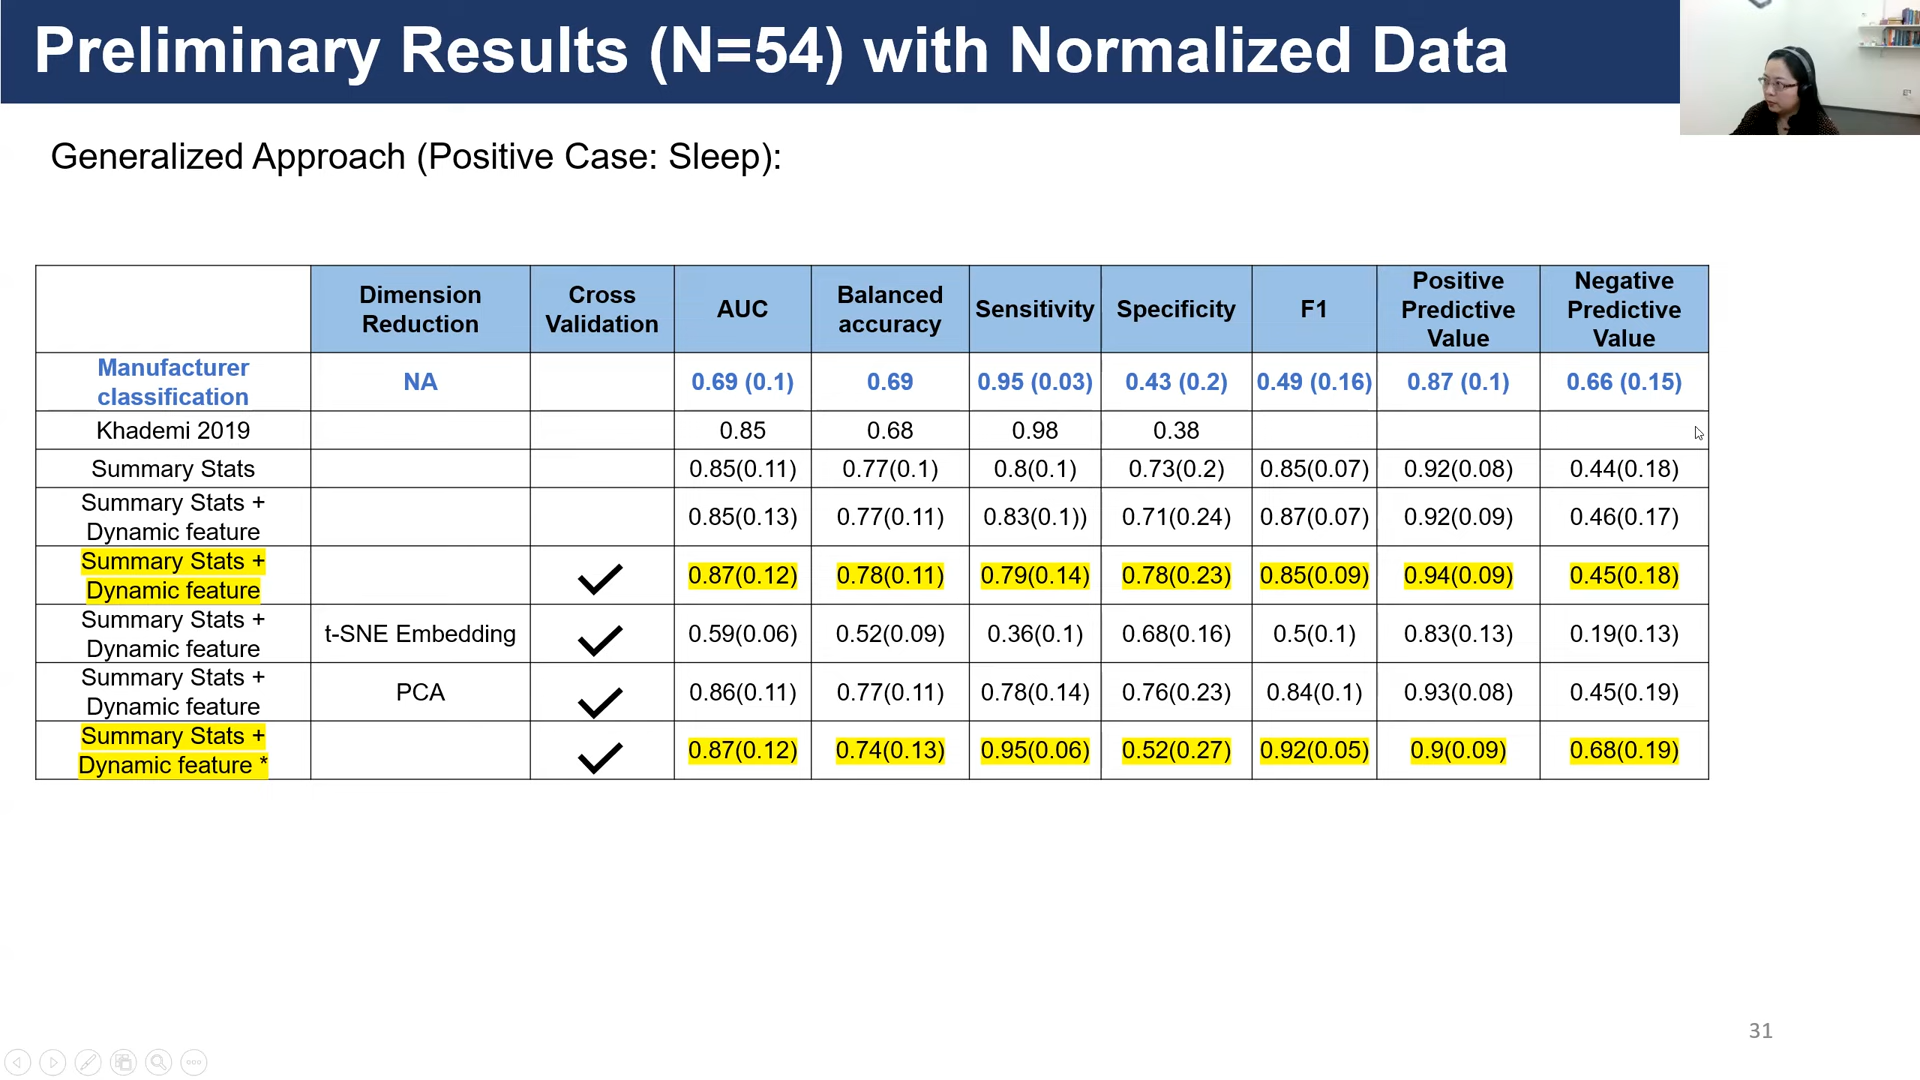 Preliminary Results (N=54) with Normalized Data
Generalized Approach (Positive Case: Sleep):
Dimension Reduction Cross Validation AUC Balanced accuracy Sensitivity Specificity F1 Positive Predictive Value Negative Predictive Value
Manufacturer classification NA 0.69 (0.1) 0.69 0.95 (0.03) 0.43 (0.2) 0.49 (0.16) 0.87 (0.1) 0.66 (0.15)
Khademi 2019 0.85 0.68 0.98 0.38
Summary Stats 0.85(0.11) 0.77(0.1) 0.8(0.1) 0.73(0.2) 0.85(0.07) 0.92(0.08) 0.44(0.18)
Summary Stats + Dynamic feature 0.85(0.13) 0.77(0.11) 0.83(0.1)) 0.71(0.24) 0.87(0.07) 0.92(0.09) 0.46(0.17)
Summary Stats + Dynamic feature 0.87(0.12) 0.78(0.11) 0.79(0.14) 0.78(0.23) 0.85(0.09) 0.94(0.09) 0.45(0.18)
Summary Stats + Dynamic feature t-SNE Embedding 0.59(0.06) 0.52(0.09) 0.36(0.1) 0.68(0.16) 0.5(0.1) 0.83(0.13) 0.19(0.13)
Summary Stats + Dynamic feature PCA 0.86(0.11) 0.77(0.11) 0.78(0.14) 0.76(0.23) 0.84(0.1) 0.93(0.08) 0.45(0.19)
Summary Stats + Dynamic feature * 0.87(0.12) 0.74(0.13) 0.95(0.06) 0.52(0.27) 0.92(0.05) 0.9(0.09) 0.68(0.19)
31